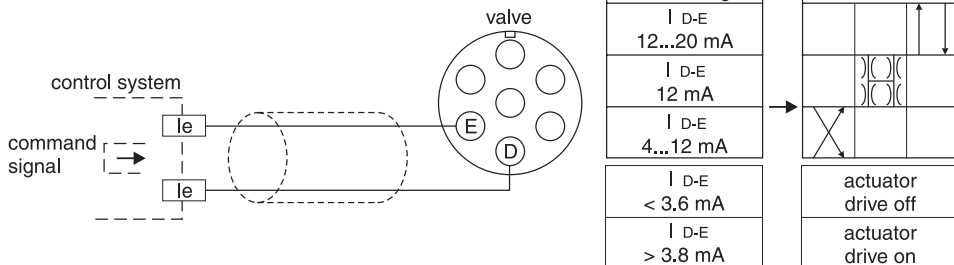 valve
control system
Ie
command
signal
Ie
E
D
I D-E
12...20 mA
I D-E
12 mA
I D-E
4...12 mA
I D-E
< 3.6 mA
I D-E
> 3.8 mA
actuator
drive off
actuator
drive on